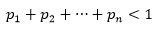 p₁ + p₂ + ⋯ + pₙ < 1